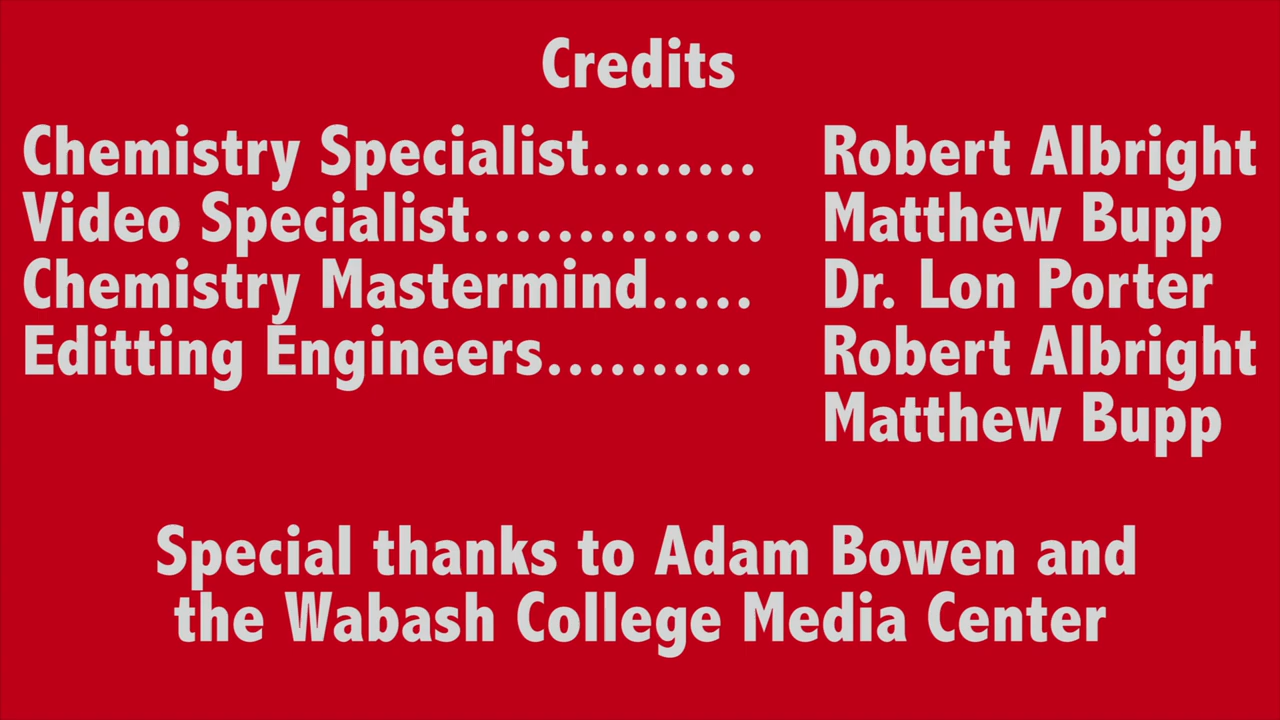 Credits
Chemistry Specialist........ Robert Albright
Video Specialist.............. Matthew Bupp
Chemistry Mastermind..... Dr. Lon Porter
Editting Engineers.......... Robert Albright
Matthew Bupp
Special thanks to Adam Bowen and
the Wabash College Media Center